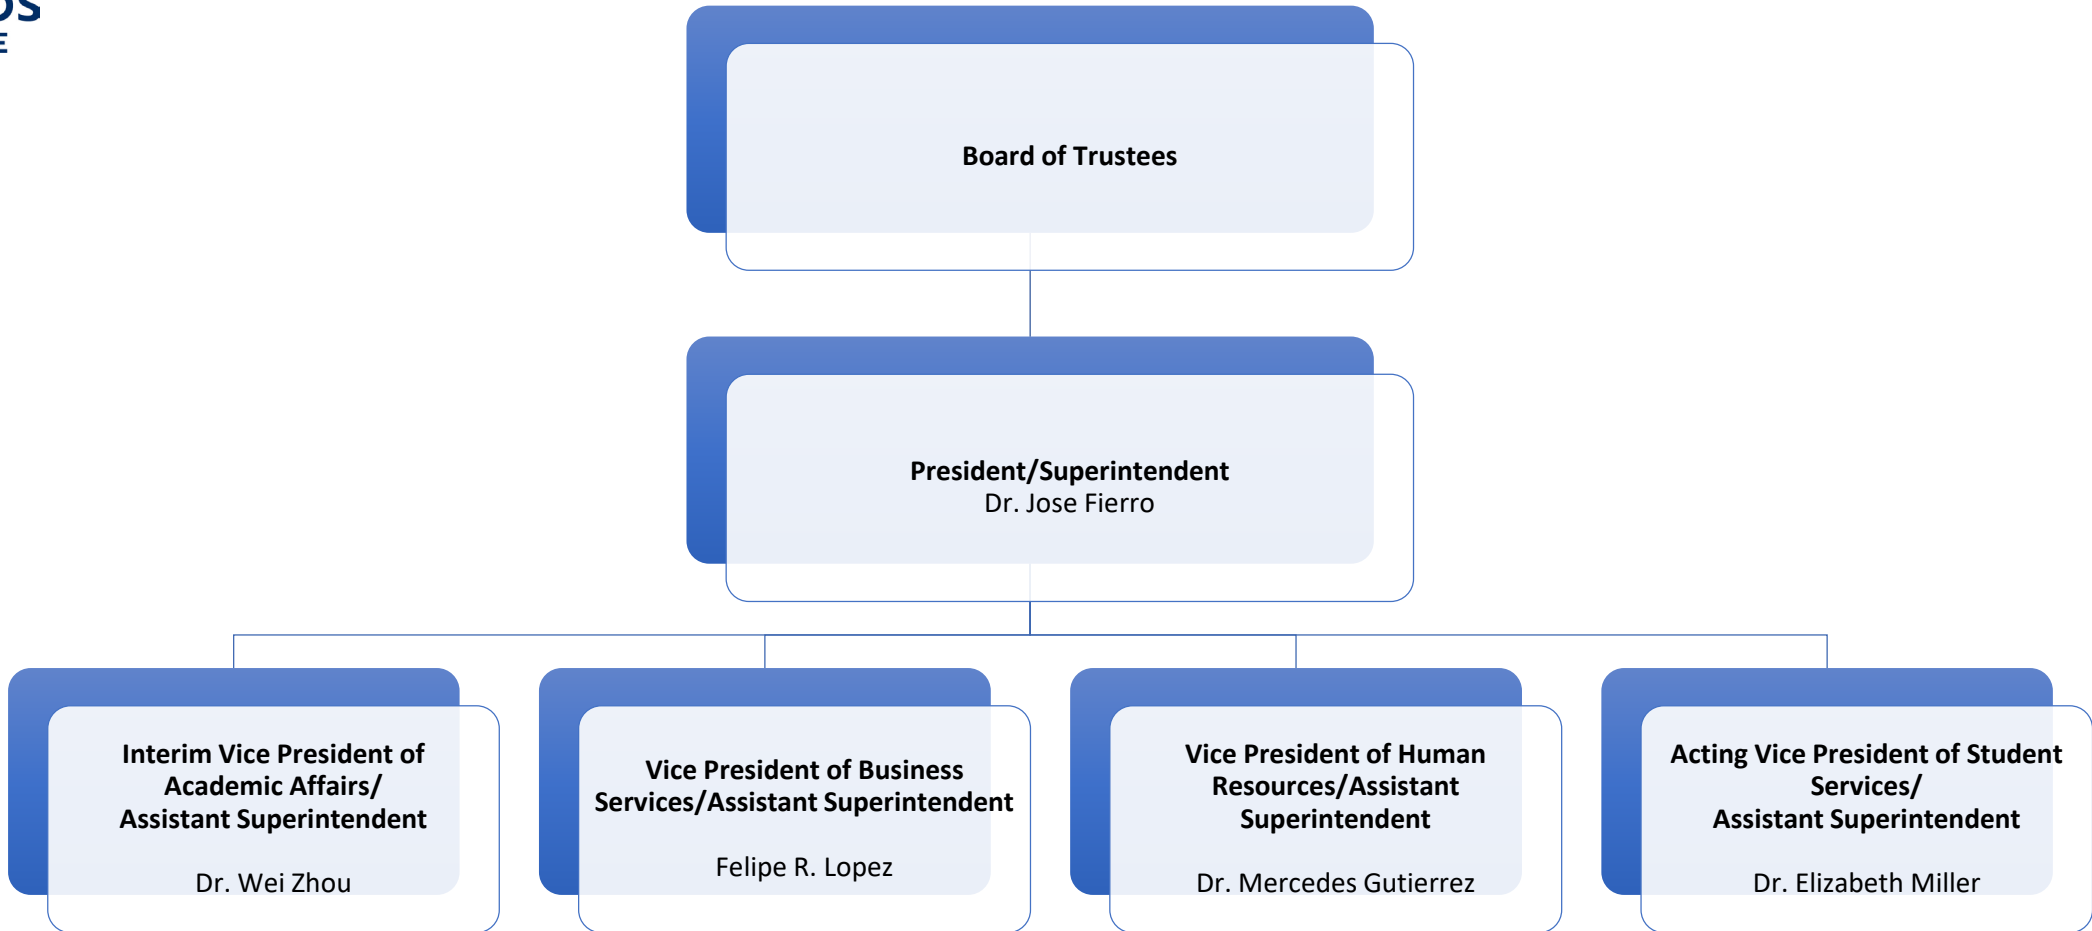 OS
E
Board of Trustees
President/Superintendent
Dr. Jose Fierro
Interim Vice President of
Academic Affairs/
Assistant Superintendent
Dr. Wei Zhou
Vice President of Business
Services/Assistant Superintendent
Felipe R. Lopez
Vice President of Human
Resources/Assistant
Superintendent
Dr. Mercedes Gutierrez
Acting Vice President of Student
Services/
Assistant Superintendent
Dr. Elizabeth Miller